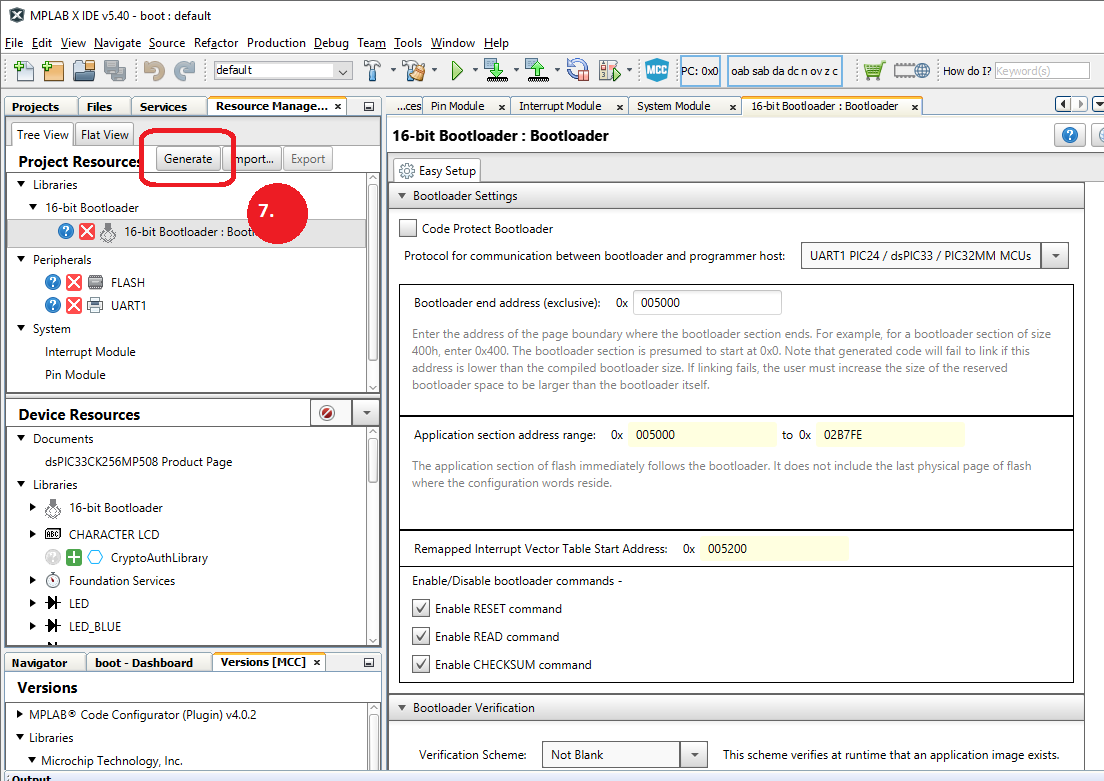 MPLAB X IDE v5.40 - boot : default
File Edit View Navigate Source Refactor Production Debug Team Tools Window Help
default
MCC
PC: 0x0
oab sab da dc n ov z c
How do I?
Keyword(s)
Projects
Files
Services
Resource Manage... ×
...ces
Pin Module ×
Interrupt Module ×
System Module ×
16-bit Bootloader : Bootloader ×
Tree View
Flat View
Project Resources
Generate
mport...
Export
7.
Libraries
16-bit Bootloader
16-bit Bootloader : Boot
Peripherals
FLASH
UART1
System
Interrupt Module
Pin Module
Device Resources
Documents
dsPIC33CK256MP508 Product Page
Libraries
16-bit Bootloader
ABC CHARACTER LCD
CryptoAuthLibrary
Foundation Services
LED
LED_BLUE
Navigator
boot - Dashboard
Versions [MCC] ×
Versions
MPLAB® Code Configurator (Plugin) v4.0.2
Libraries
Microchip Technology, Inc.
Output
16-bit Bootloader : Bootloader
Easy Setup
Bootloader Settings
Code Protect Bootloader
Protocol for communication between bootloader and programmer host: UART1 PIC24 / dsPIC33 / PIC32MM MCUs
Bootloader end address (exclusive): 0x 005000
Enter the address of the page boundary where the bootloader section ends. For example, for a bootloader section of size
400h, enter 0x400. The bootloader section is presumed to start at 0x0. Note that generated code will fail to link if this
address is lower than the compiled bootloader size. If linking fails, the user must increase the size of the reserved
bootloader space to be larger than the bootloader itself.
Application section address range: 0x 005000 to 0x 02B7FE
The application section of flash immediately follows the bootloader. It does not include the last physical page of flash
where the configuration words reside.
Remapped Interrupt Vector Table Start Address: 0x 005200
Enable/Disable bootloader commands -
Enable RESET command
Enable READ command
Enable CHECKSUM command
Bootloader Verification
Verification Scheme: Not Blank This scheme verifies at runtime that an application image exists.